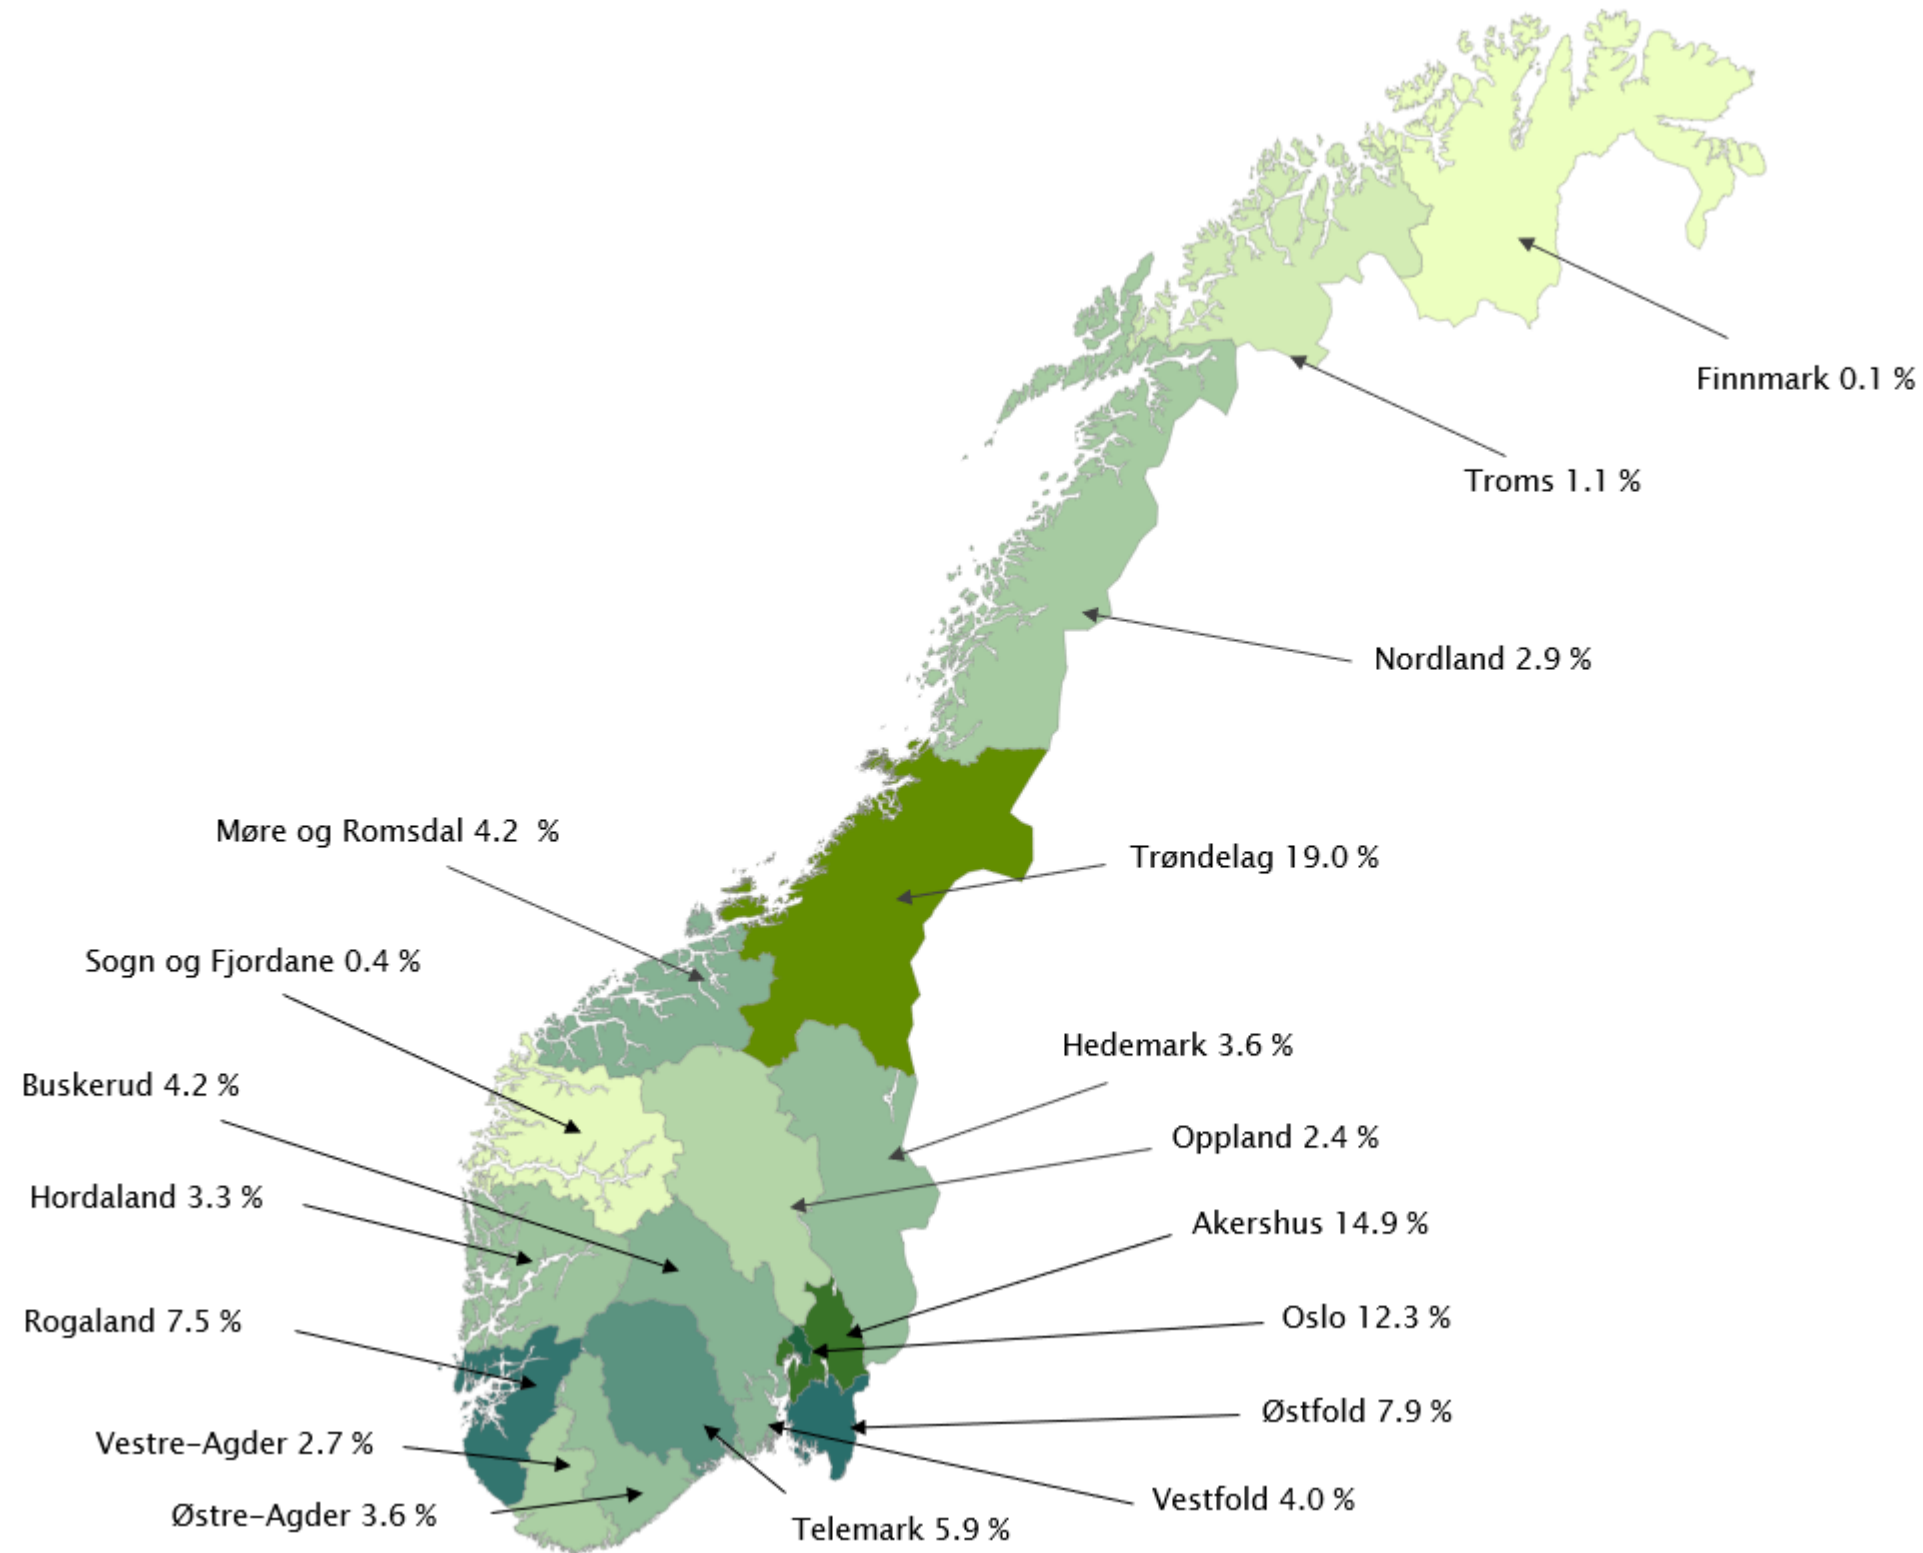 Finnmark 0.1 %
Troms 1.1 %
Nordland 2.9 %
Møre og Romsdal 4.2 %
Trøndelag 19.0 %
Sogn og Fjordane 0.4 %
Hedemark 3.6 %
Buskerud 4.2 %
Oppland 2.4 %
Hordaland 3.3 %
Akershus 14.9 %
Rogaland 7.5 %
Oslo 12.3 %
Østfold 7.9 %
Vestre-Agder 2.7 %
Vestfold 4.0 %
Østre-Agder 3.6 %
Telemark 5.9 %